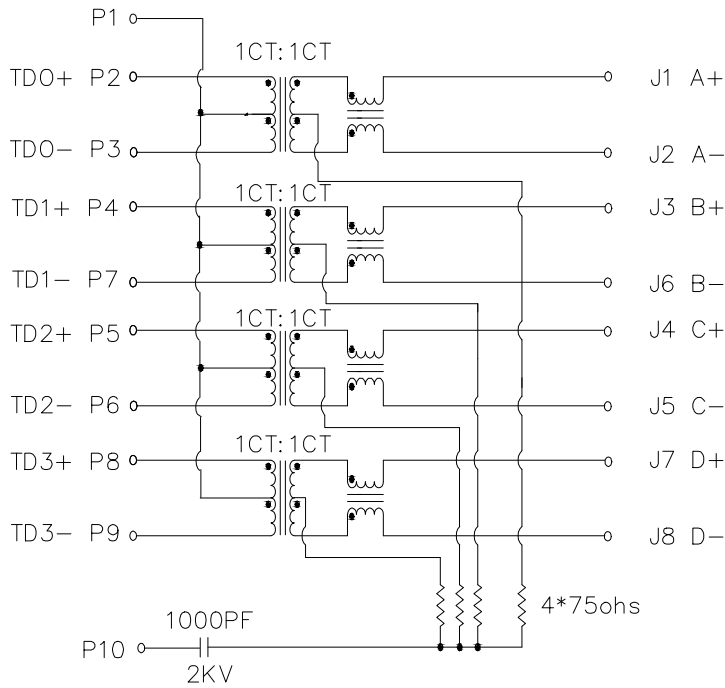 P1
1CT:1CT
TD0+ P2 J1 A+
TD0- P3 J2 A-
1CT:1CT
TD1+ P4 J3 B+
TD1- P7 J6 B-
1CT:1CT
TD2+ P5 J4 C+
TD2- P6 J5 C-
1CT:1CT
TD3+ P8 J7 D+
TD3- P9 J8 D-
4*75ohs
1000PF
P10
2KV